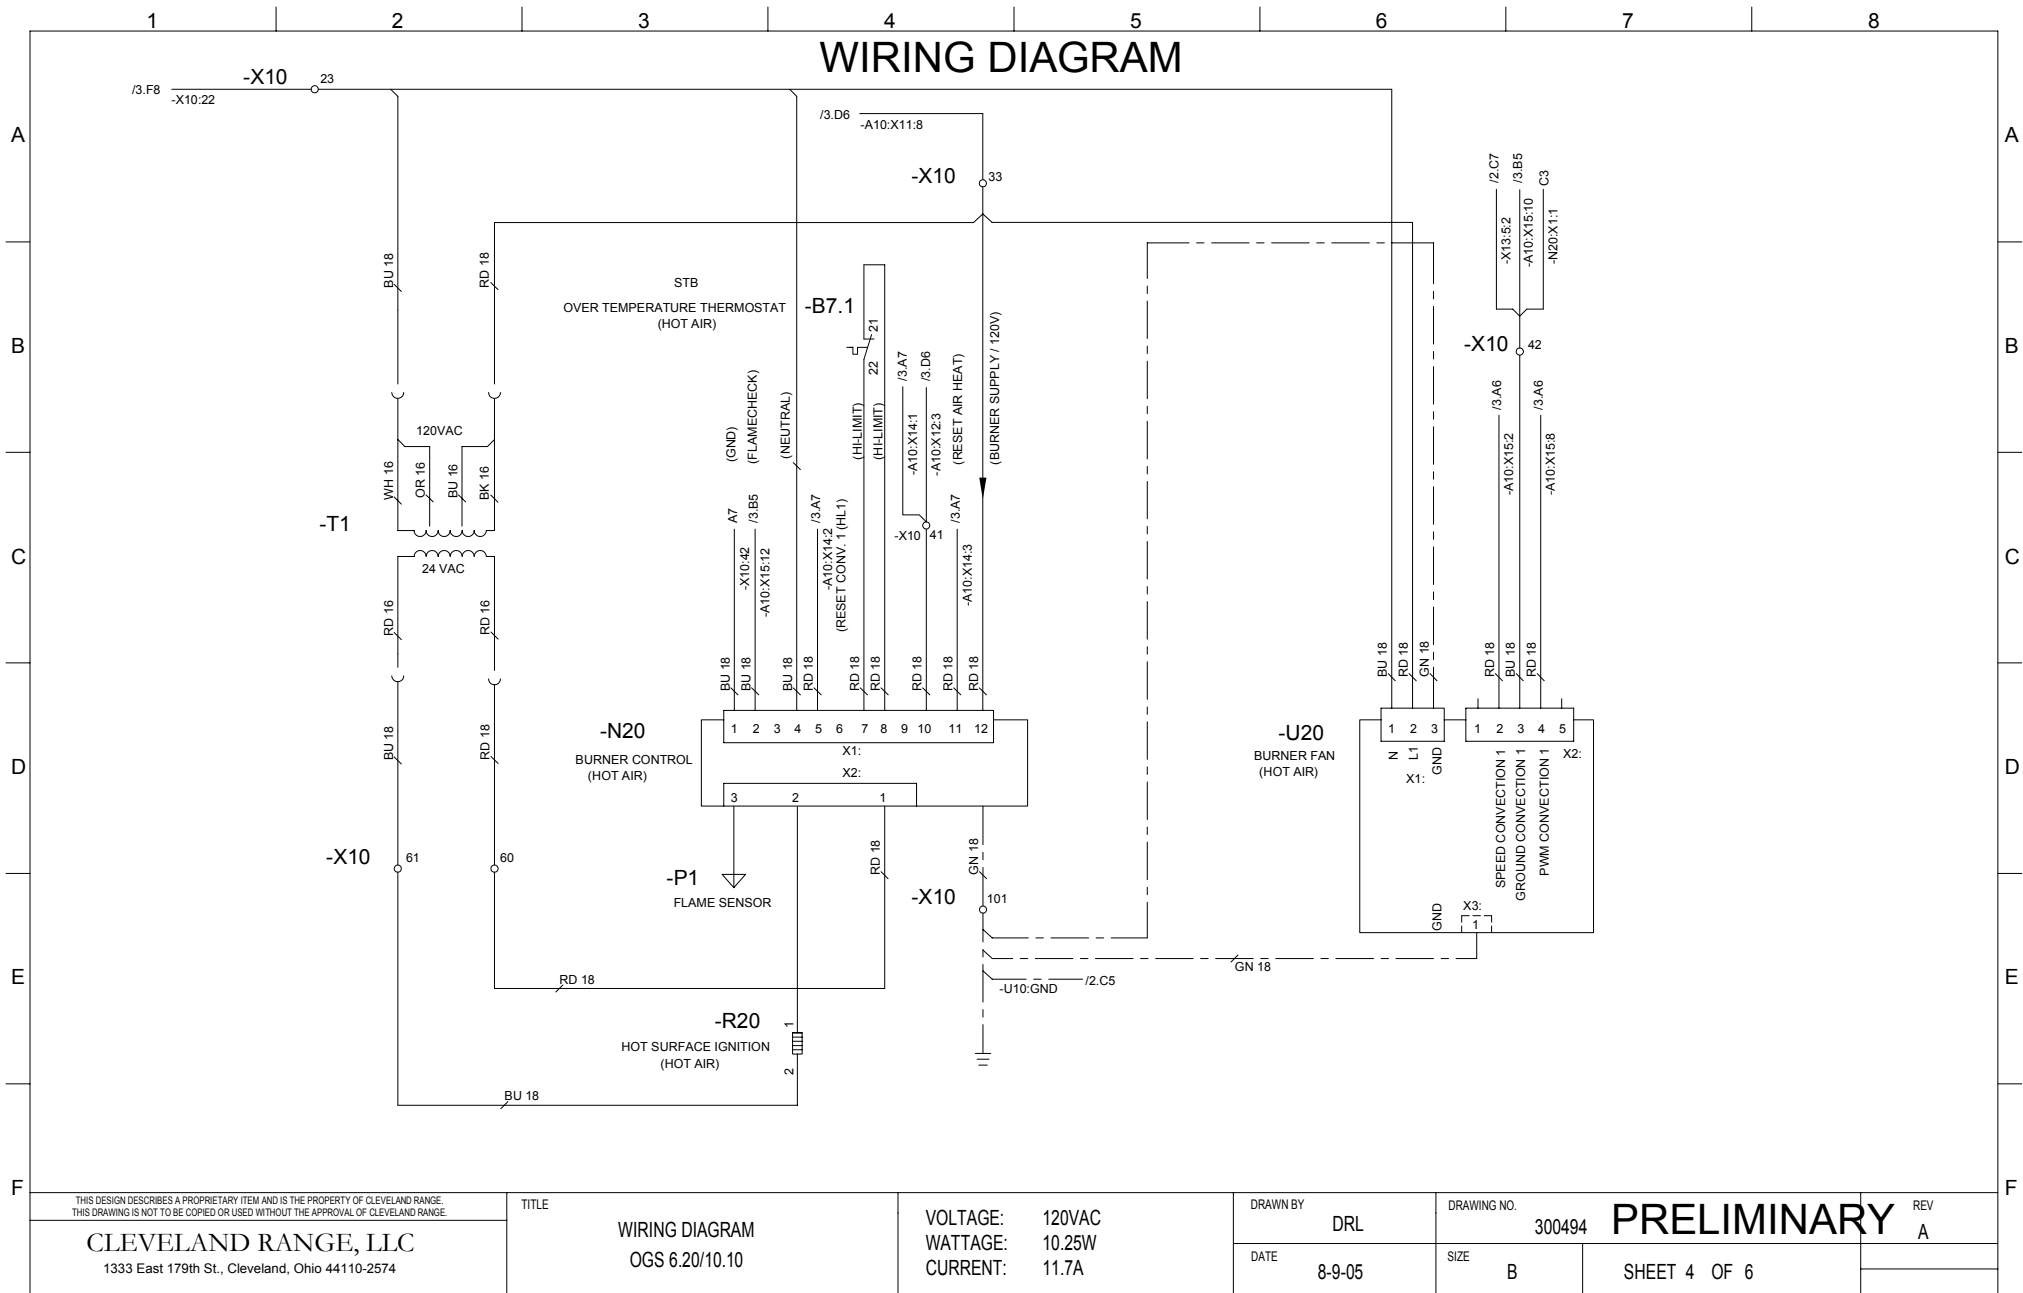 1 2 3 4 5 6 7 8
WIRING DIAGRAM
-X10 23
/3.F8 -X10:22
/3.D6 -A10:X11:8
A A
-X10 33
/2.C7 -X13:5:2
/3.B5 -A10:X15:10
C3 -N20:X1:1
BU 18 RD 18
STB
OVER TEMPERATURE THERMOSTAT
(HOT AIR)
-B7.1
21
22
B B
-X10 42
(BURNER SUPPLY / 120V)
(RESET AIR HEAT)
/3.A7 -A10:X14:1
/3.D6 -A10:X12:3
(HI-LIMIT)
(HI-LIMIT)
(NEUTRAL)
(FLAMECHECK)
(GND)
/3.A6 -A10:X15:2
/3.A6 -A10:X15:8
120VAC
WH 16 OR 16 BU 16 BK 16
-T1
24 VAC
C C
A7 -X10:42
/3.B5 -A10:X15:12
/3.A7 -A10:X14:2
(RESET CONV. 1 (HL1)
-X10 41
/3.A7 -A10:X14:3
RD 16 RD 16
BU 18 BU 18 BU 18 RD 18 RD 18 RD 18 RD 18 RD 18 RD 18
BU 18 RD 18 GN 18 RD 18 BU 18 RD 18
-N20
BURNER CONTROL
(HOT AIR)
1 2 3 4 5 6 7 8 9 10 11 12
X1:
X2:
3 2 1
-U20
BURNER FAN
(HOT AIR)
1 2 3
N L1 GND
X1:
1 2 3 4 5
X2:
SPEED CONVECTION 1
GROUND CONVECTION 1
PWM CONVECTION 1
D D
BU 18 RD 18
-X10 61 60
RD 18 GN 18
-P1
FLAME SENSOR
-X10 101
GND
X3:
1
GN 18
RD 18
E E
-U10:GND /2.C5
-R20 1
HOT SURFACE IGNITION
(HOT AIR)
2
BU 18
F F
THIS DESIGN DESCRIBES A PROPRIETARY ITEM AND IS THE PROPERTY OF CLEVELAND RANGE.
THIS DRAWING IS NOT TO BE COPIED OR USED WITHOUT THE APPROVAL OF CLEVELAND RANGE.
CLEVELAND RANGE, LLC
1333 East 179th St., Cleveland, Ohio 44110-2574
TITLE
WIRING DIAGRAM
OGS 6.20/10.10
VOLTAGE: 120VAC
WATTAGE: 10.25W
CURRENT: 11.7A
DRAWN BY
DRL
DATE
8-9-05
DRAWING NO.
300494
PRELIMINARY
REV
A
SIZE
B
SHEET 4 OF 6